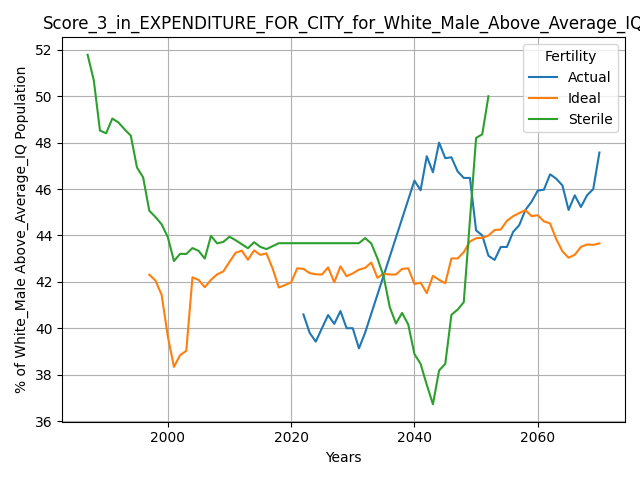 Score_3_in_EXPENDITURE_FOR_CITY_for_White_Male_Above_Average_IQ
% of White_Male Above_Average_IQ Population
52
50
48
46
44
42
40
38
36
Fertility
Actual
Ideal
Sterile
2000
2020
2040
2060
Years